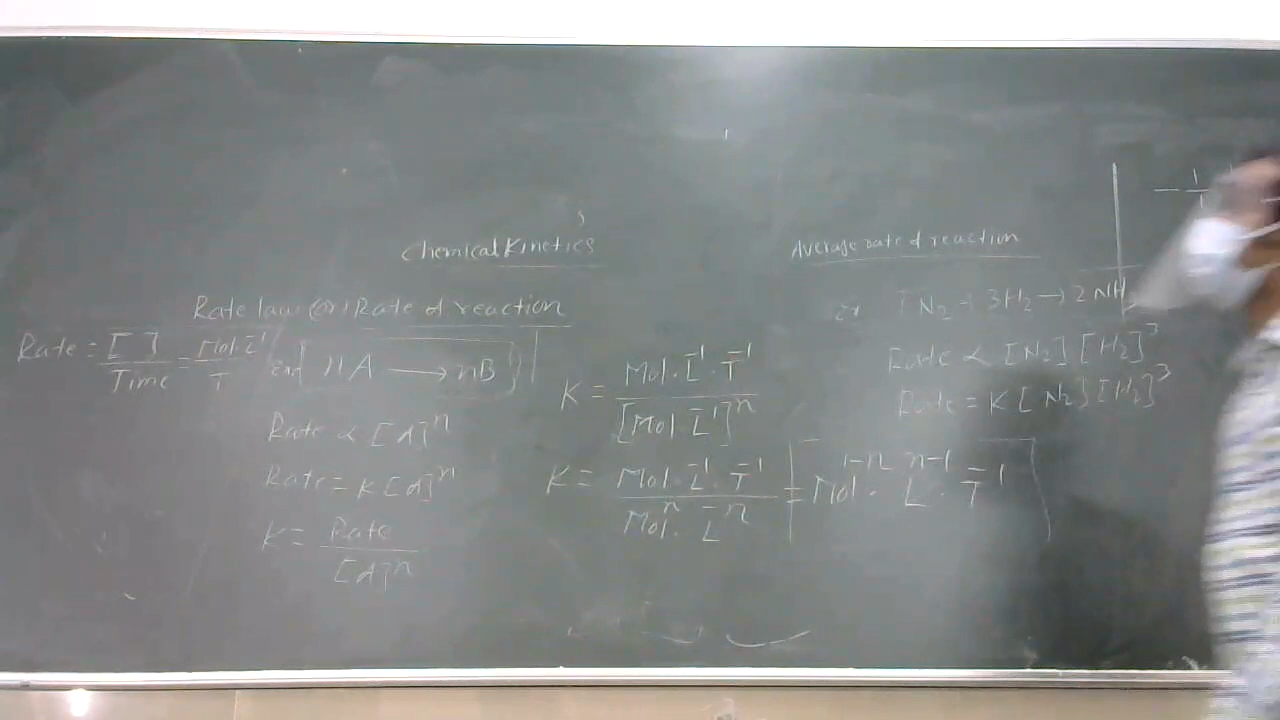 Chemical Kinetics
Rate law (or) Rate of reaction
Rate = [ ] / Time = Mol·L⁻¹ / T
nA ⟶ nB
Rate ∝ [A]ⁿ
Rate = K[A]ⁿ
K = Rate / [A]ⁿ
K = Mol·L⁻¹·T⁻¹ / [Mol L⁻¹]ⁿ
K = Mol·L⁻¹·T⁻¹ / Molⁿ·L⁻ⁿ = Mol¹⁻ⁿ·Lⁿ⁻¹·T⁻¹
Average rate of reaction
N₂ + 3H₂ → 2NH₃
Rate ∝ [N₂][H₂]³
Rate = K[N₂][H₂]³